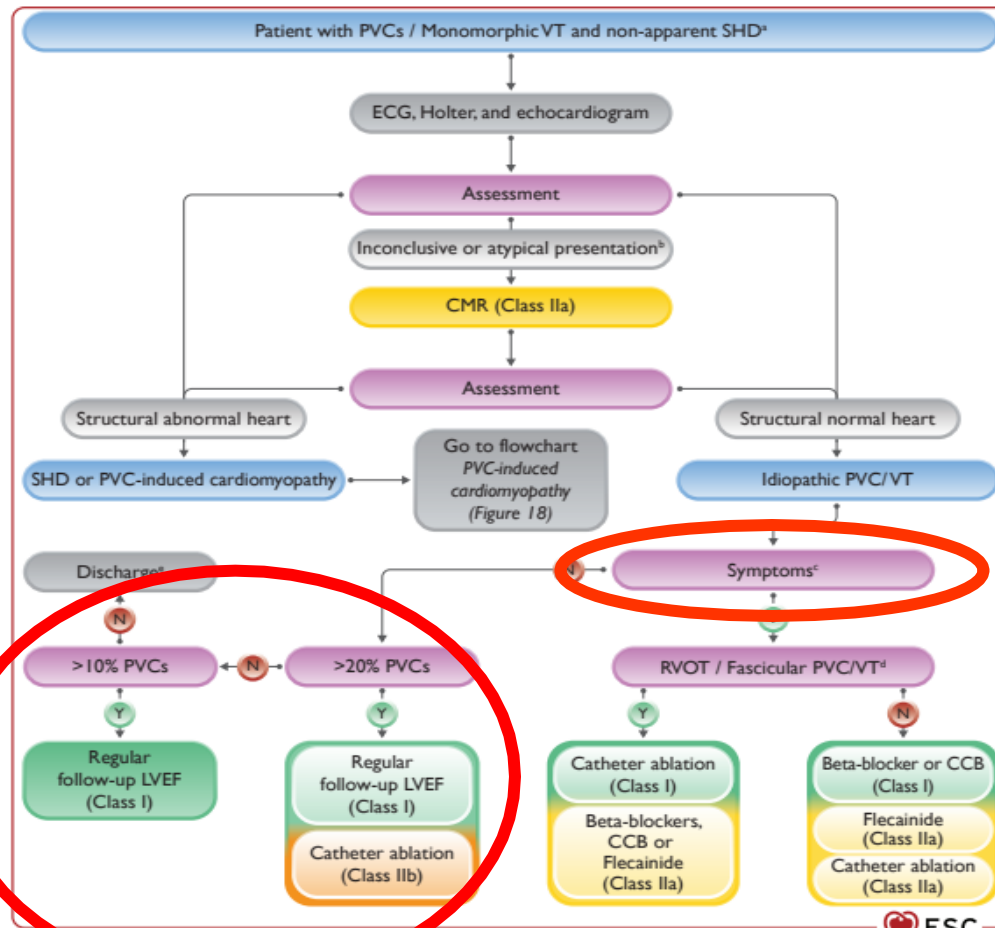 Patient with PVCs / Monomorphic VT and non-apparent SHDᵃ
ECG, Holter, and echocardiogram
Assessment
Inconclusive or atypical presentationᵇ
CMR (Class IIa)
Assessment
Structural abnormal heart
Structural normal heart
Go to flowchart
PVC-induced
cardiomyopathy
(Figure 18)
SHD or PVC-induced cardiomyopathy
Idiopathic PVC/VT
Discharge
N
Symptomsᶜ
N
>10% PVCs
N
>20% PVCs
RVOT / Fascicular PVC/VTᵈ
Y
Y
Y
N
Regular
follow-up LVEF
(Class I)
Regular
follow-up LVEF
(Class I)
Catheter ablation
(Class IIb)
Catheter ablation
(Class I)
Beta-blockers,
CCB or
Flecainide
(Class IIa)
Beta-blocker or CCB
(Class I)
Flecainide
(Class IIa)
Catheter ablation
(Class IIa)
ESC